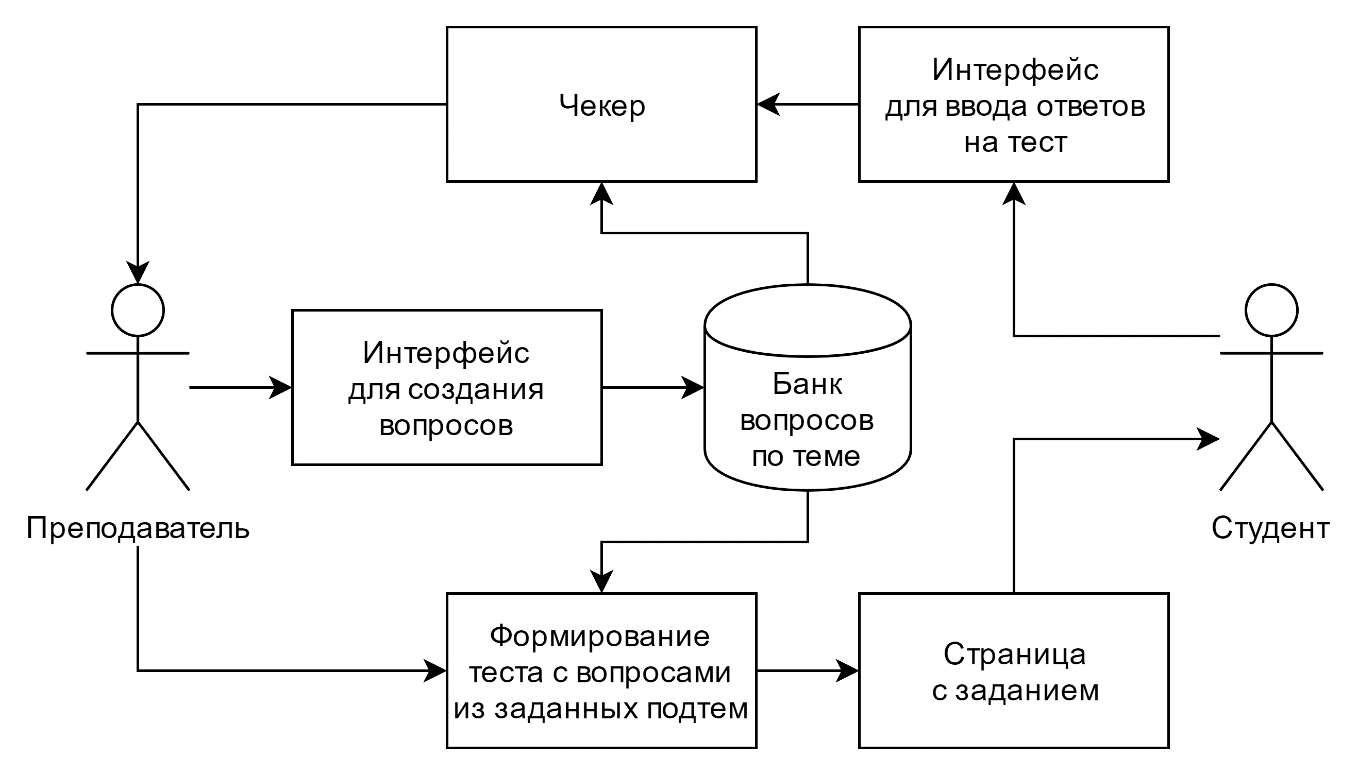 Чекер
Интерфейс
для ввода ответов
на тест
Интерфейс
для создания
вопросов
Банк
вопросов
по теме
Преподаватель
Студент
Формирование
теста с вопросами
из заданных подтем
Страница
с заданием